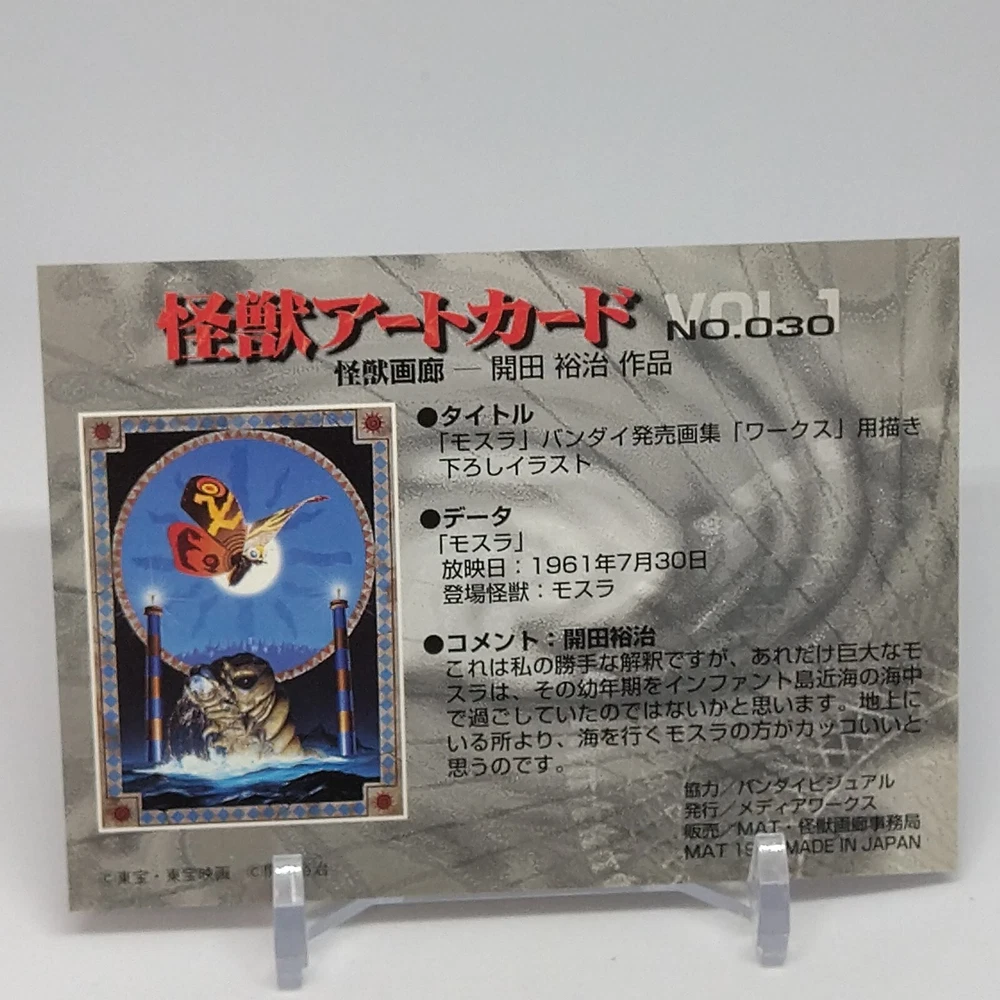 怪獣アートカード
VOL.1
NO.030
怪獣画廊 — 開田 裕治 作品
●タイトル
「モスラ」バンダイ発売画集「ワークス」用描き
下ろしイラスト
●データ
「モスラ」
放映日：1961年7月30日
登場怪獣：モスラ
●コメント：開田裕治
これは私の勝手な解釈ですが、あれだけ巨大なモ
スラは、その幼年期をインファント島近海の海中
で過ごしていたのではないかと思います。地上に
いる所より、海を行くモスラの方がカッコいいと
思うのです。
協力／バンダイビジュアル
発行／メディアワークス
販売／MAT・怪獣画廊事務局
MAT MADE IN JAPAN
©東宝・東宝映画 ©